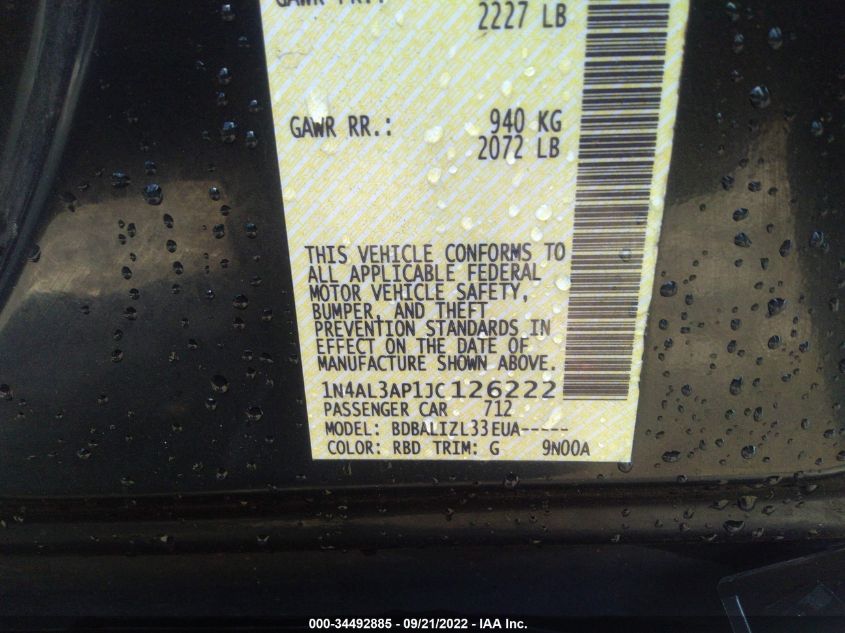 GAWR FR.:
2227 LB
GAWR RR.: 940 KG
2072 LB
THIS VEHICLE CONFORMS TO
ALL APPLICABLE FEDERAL
MOTOR VEHICLE SAFETY,
BUMPER, AND THEFT
PREVENTION STANDARDS IN
EFFECT ON THE DATE OF
MANUFACTURE SHOWN ABOVE.
1N4AL3AP1JC126222
PASSENGER CAR 712
MODEL: BDBALIZL33EUA-----
COLOR: RBD TRIM: G 9N00A
000-34492885 - 09/21/2022 - IAA Inc.